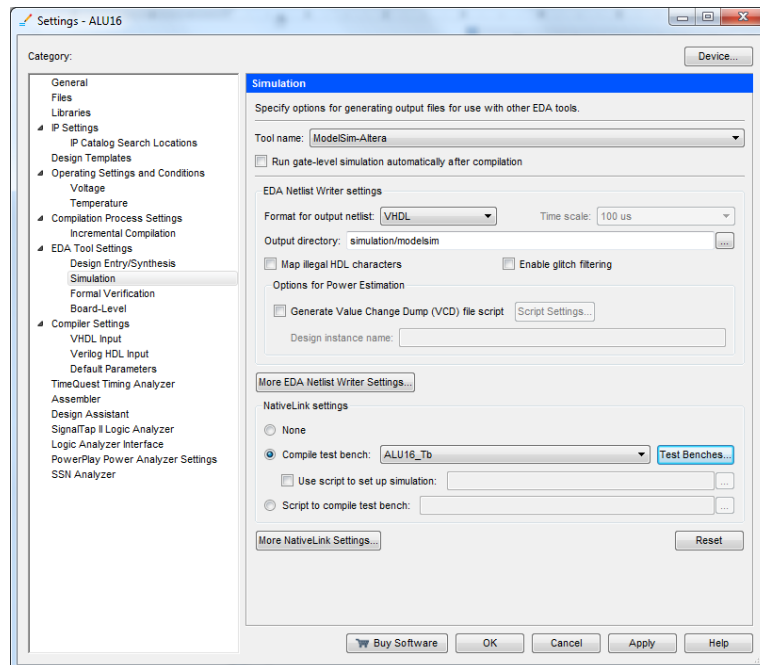 Settings - ALU16
Category:
Device...
General
Files
Libraries
IP Settings
IP Catalog Search Locations
Design Templates
Operating Settings and Conditions
Voltage
Temperature
Compilation Process Settings
Incremental Compilation
EDA Tool Settings
Design Entry/Synthesis
Simulation
Formal Verification
Board-Level
Compiler Settings
VHDL Input
Verilog HDL Input
Default Parameters
TimeQuest Timing Analyzer
Assembler
Design Assistant
SignalTap II Logic Analyzer
Logic Analyzer Interface
PowerPlay Power Analyzer Settings
SSN Analyzer
Simulation
Specify options for generating output files for use with other EDA tools.
Tool name: ModelSim-Altera
Run gate-level simulation automatically after compilation
EDA Netlist Writer settings
Format for output netlist: VHDL Time scale: 100 us
Output directory: simulation/modelsim ...
Map illegal HDL characters Enable glitch filtering
Options for Power Estimation
Generate Value Change Dump (VCD) file script Script Settings...
Design instance name:
More EDA Netlist Writer Settings...
NativeLink settings
None
Compile test bench: ALU16_Tb Test Benches...
Use script to set up simulation: ...
Script to compile test bench: ...
More NativeLink Settings... Reset
Buy Software OK Cancel Apply Help